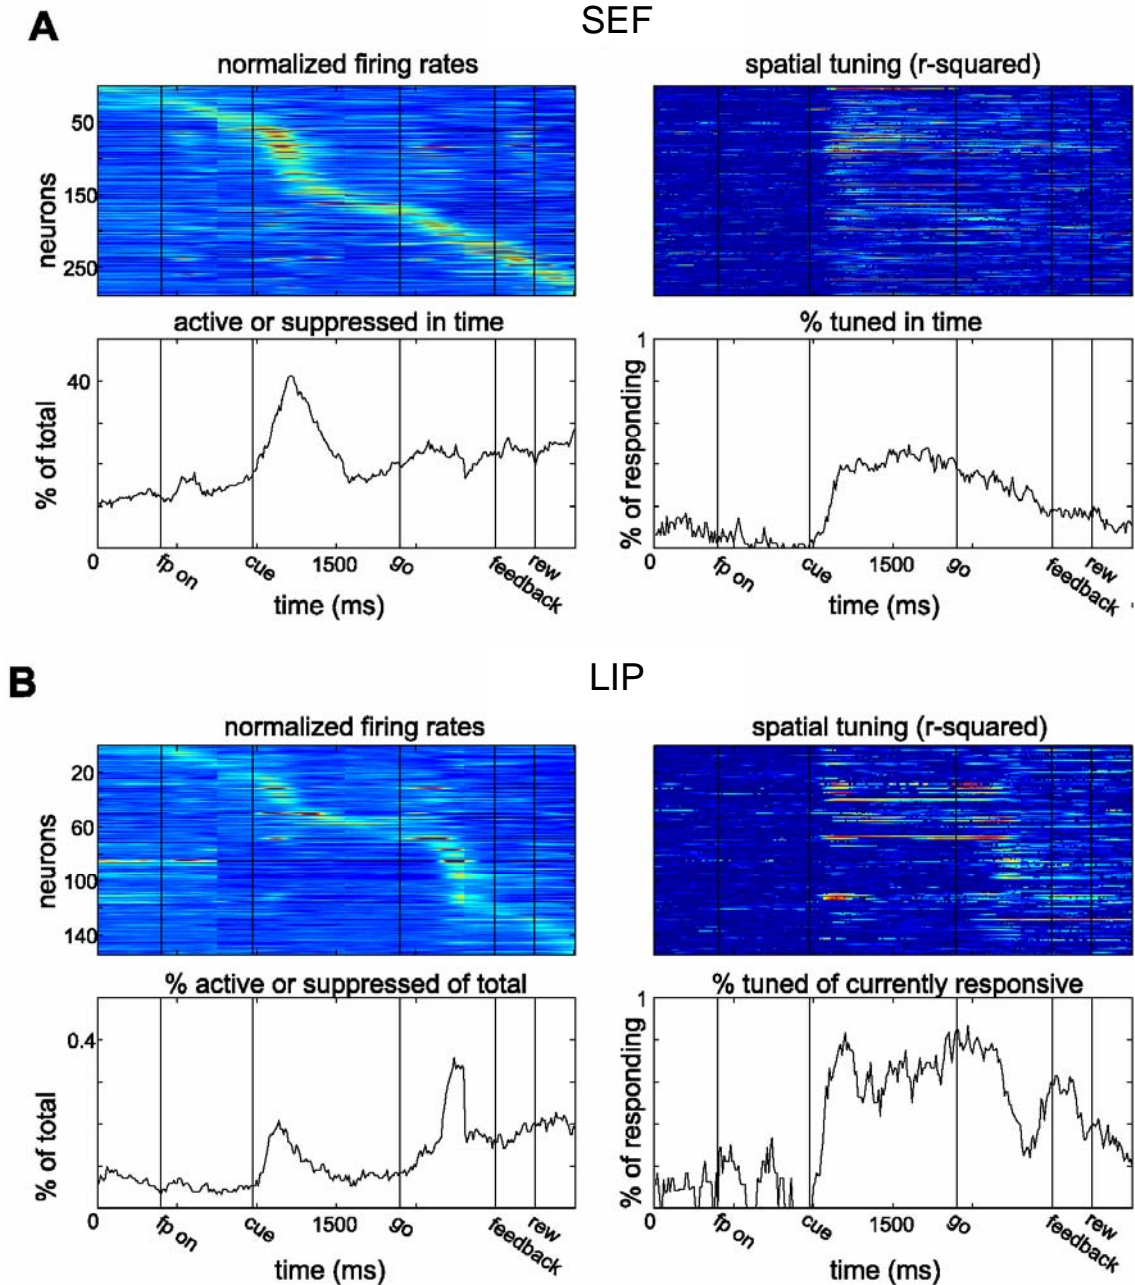 A
SEF
normalized firing rates
spatial tuning (r-squared)
neurons
50
150
250
active or suppressed in time
% tuned in time
% of total
40
% of responding
1
0
fp on
cue
1500
go
feedback
rew
time (ms)
0
fp on
cue
1500
go
feedback
rew
time (ms)
B
LIP
normalized firing rates
spatial tuning (r-squared)
neurons
20
60
100
140
% active or suppressed of total
% tuned of currently responsive
% of total
0.4
% of responding
1
0
fp on
cue
1500
go
feedback
rew
time (ms)
0
fp on
cue
1500
go
feedback
rew
time (ms)